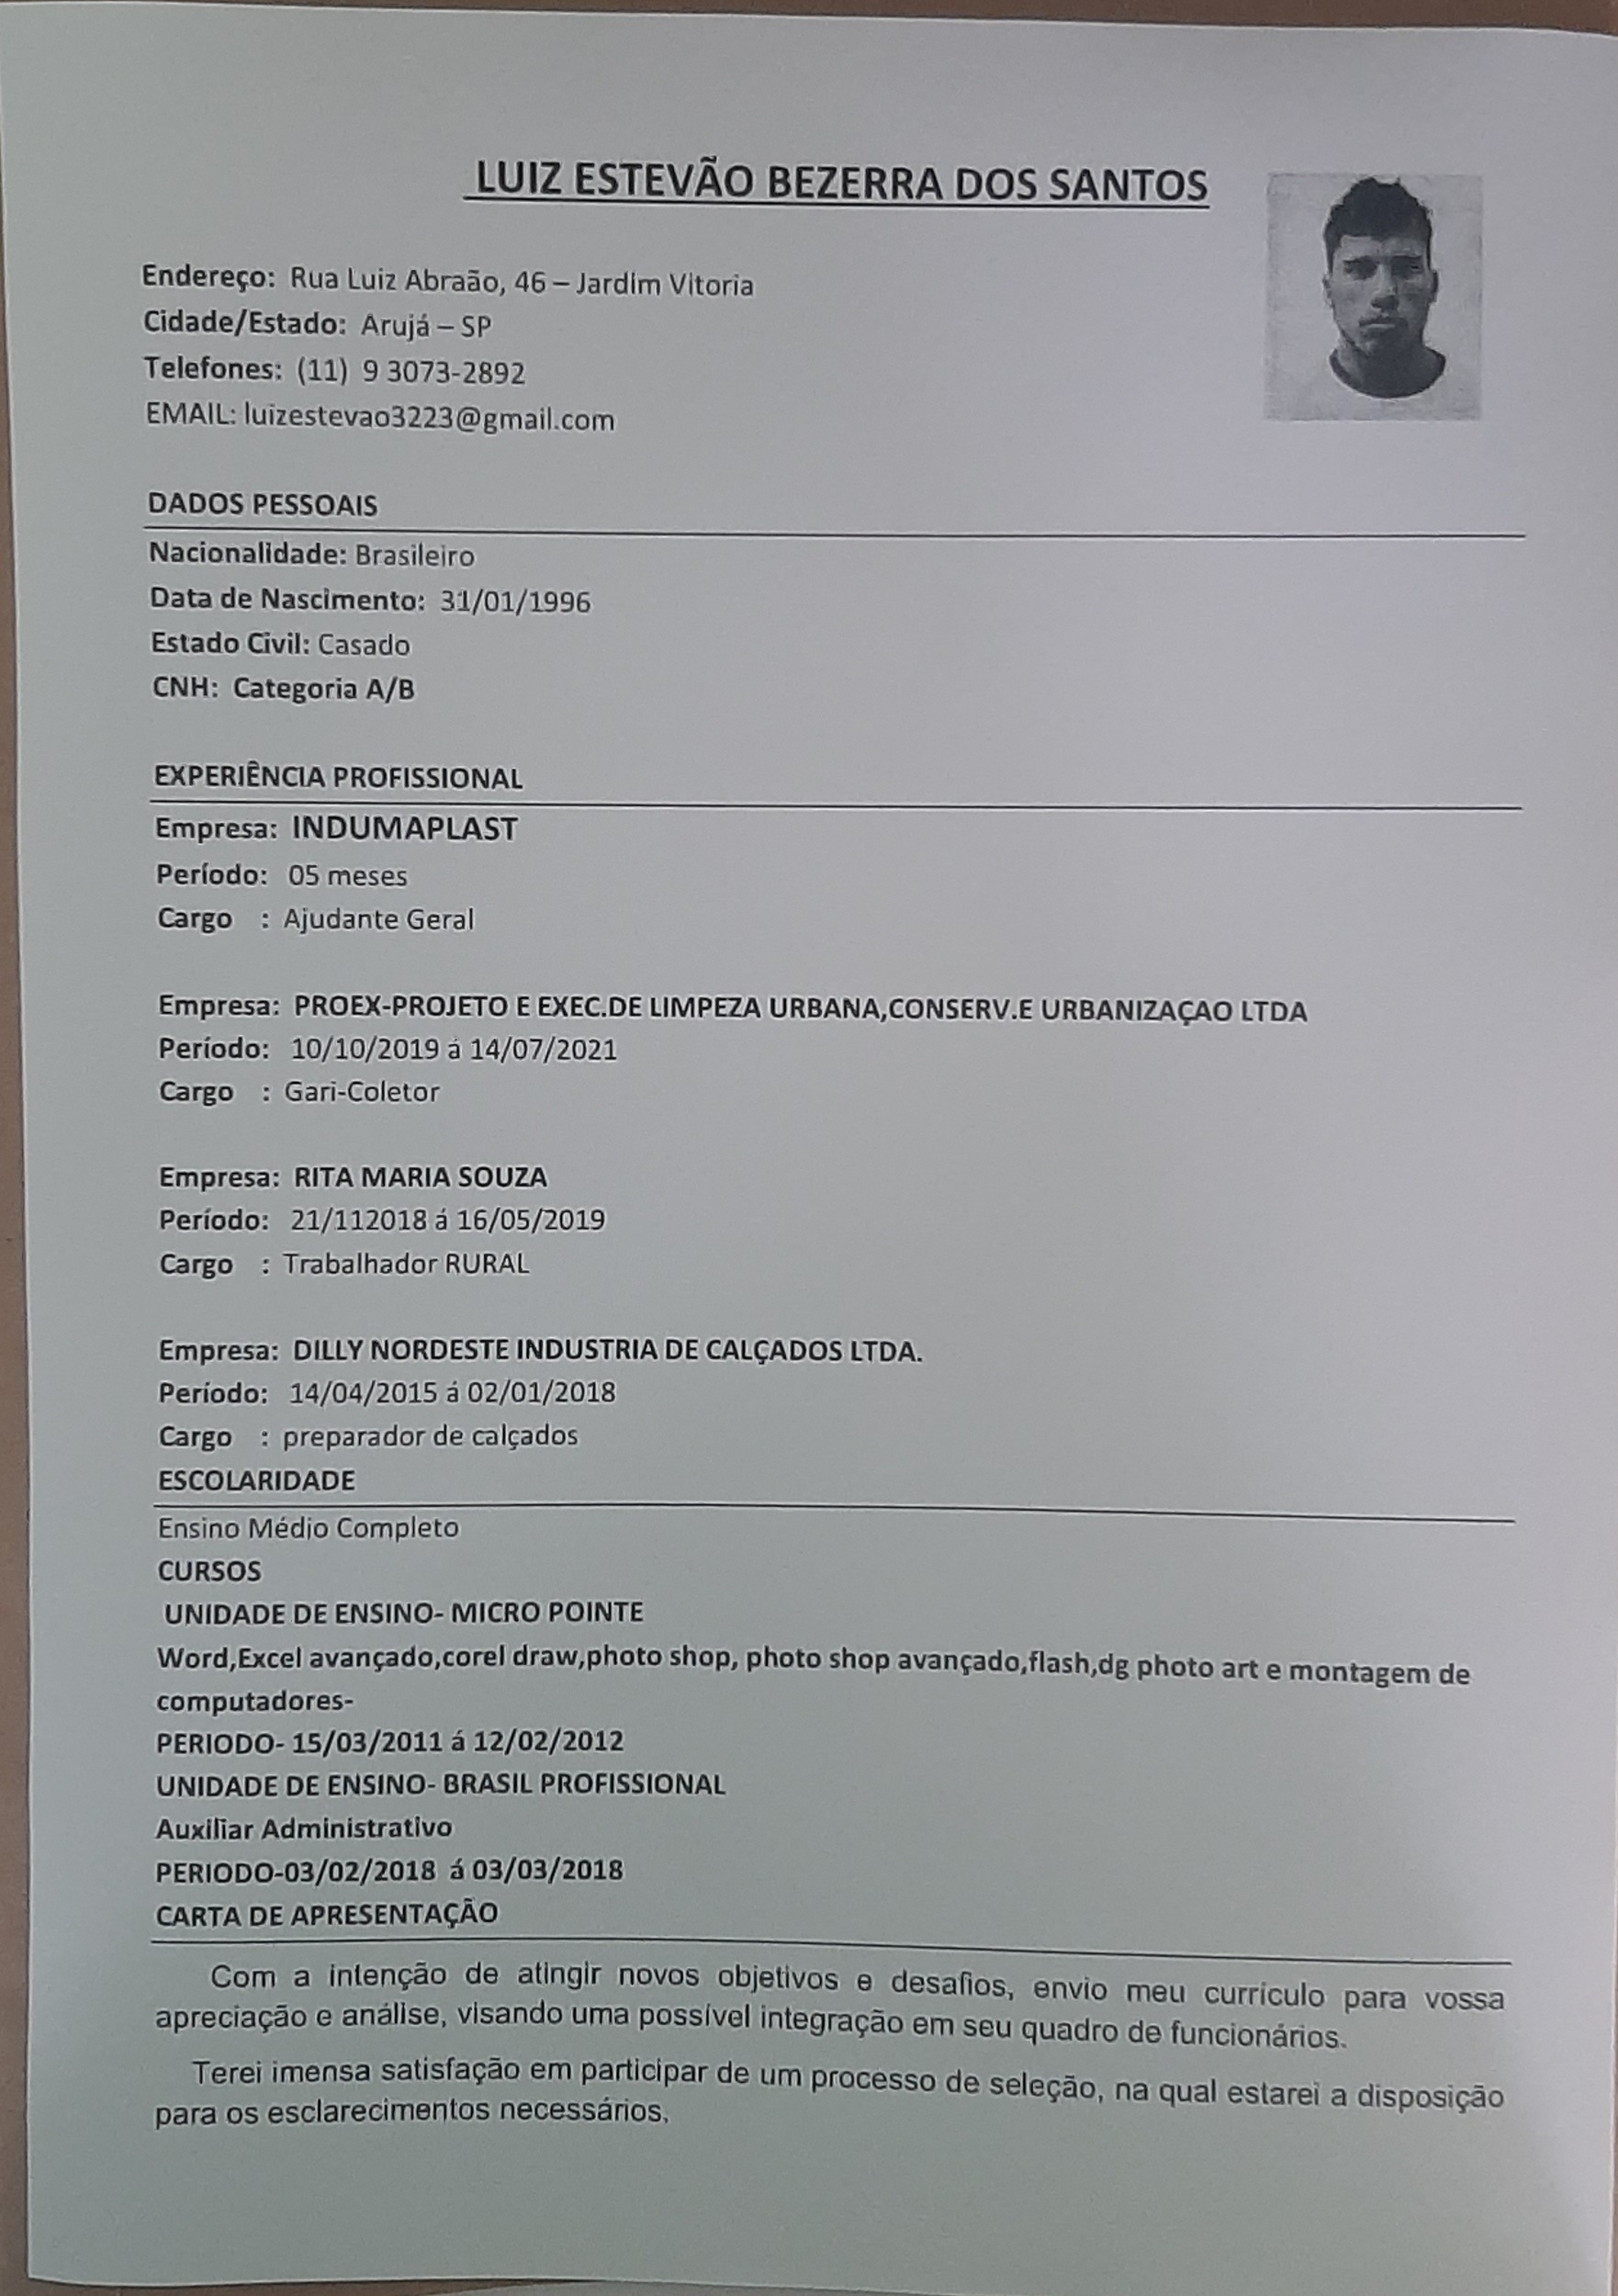 LUIZ ESTEVÃO BEZERRA DOS SANTOS
Endereço: Rua Luiz Abraão, 46 – Jardim Vitoria
Cidade/Estado: Arujá – SP
Telefones: (11) 9 3073-2892
EMAIL: luizestevao3223@gmail.com
DADOS PESSOAIS
Nacionalidade: Brasileiro
Data de Nascimento: 31/01/1996
Estado Civil: Casado
CNH: Categoria A/B
EXPERIÊNCIA PROFISSIONAL
Empresa: INDUMAPLAST
Período: 05 meses
Cargo : Ajudante Geral
Empresa: PROEX-PROJETO E EXEC.DE LIMPEZA URBANA,CONSERV.E URBANIZAÇAO LTDA
Período: 10/10/2019 á 14/07/2021
Cargo : Gari-Coletor
Empresa: RITA MARIA SOUZA
Período: 21/112018 á 16/05/2019
Cargo : Trabalhador RURAL
Empresa: DILLY NORDESTE INDUSTRIA DE CALÇADOS LTDA.
Período: 14/04/2015 á 02/01/2018
Cargo : preparador de calçados
ESCOLARIDADE
Ensino Médio Completo
CURSOS
UNIDADE DE ENSINO- MICRO POINTE
Word,Excel avançado,corel draw,photo shop, photo shop avançado,flash,dg photo art e montagem de
computadores-
PERIODO- 15/03/2011 á 12/02/2012
UNIDADE DE ENSINO- BRASIL PROFISSIONAL
Auxiliar Administrativo
PERIODO-03/02/2018 á 03/03/2018
CARTA DE APRESENTAÇÃO
Com a intenção de atingir novos objetivos e desafios, envio meu currículo para vossa
apreciação e análise, visando uma possível integração em seu quadro de funcionários.
Terei imensa satisfação em participar de um processo de seleção, na qual estarei a disposição
para os esclarecimentos necessários.